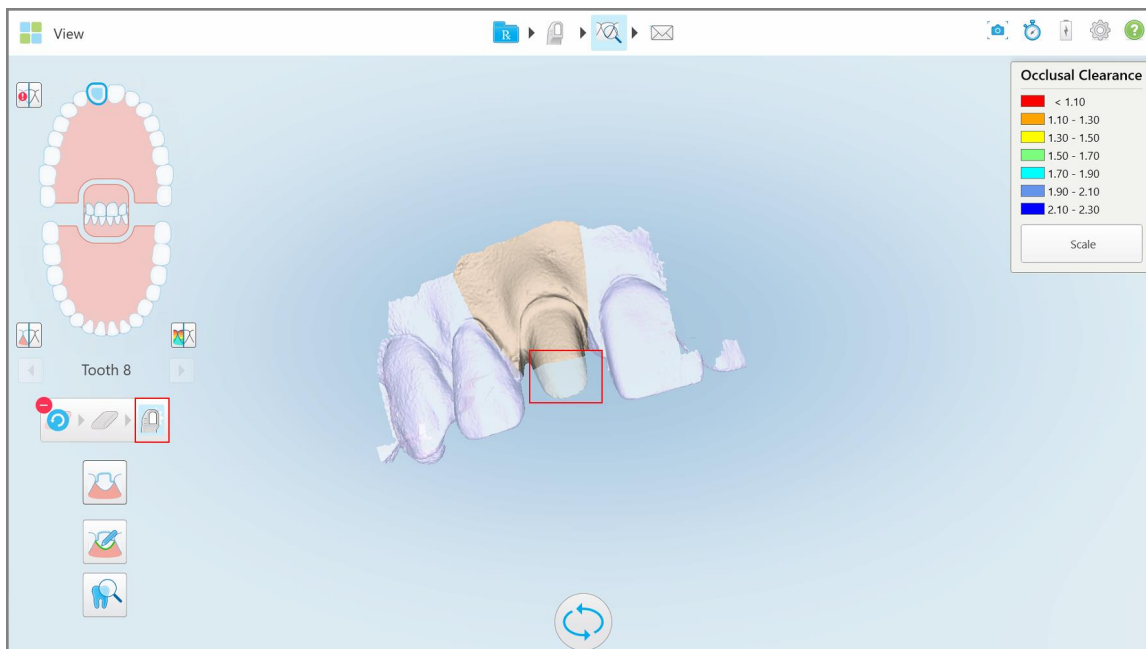 View
R
Occlusal Clearance
< 1.10
1.10 - 1.30
1.30 - 1.50
1.50 - 1.70
1.70 - 1.90
1.90 - 2.10
2.10 - 2.30
Scale
Tooth 8